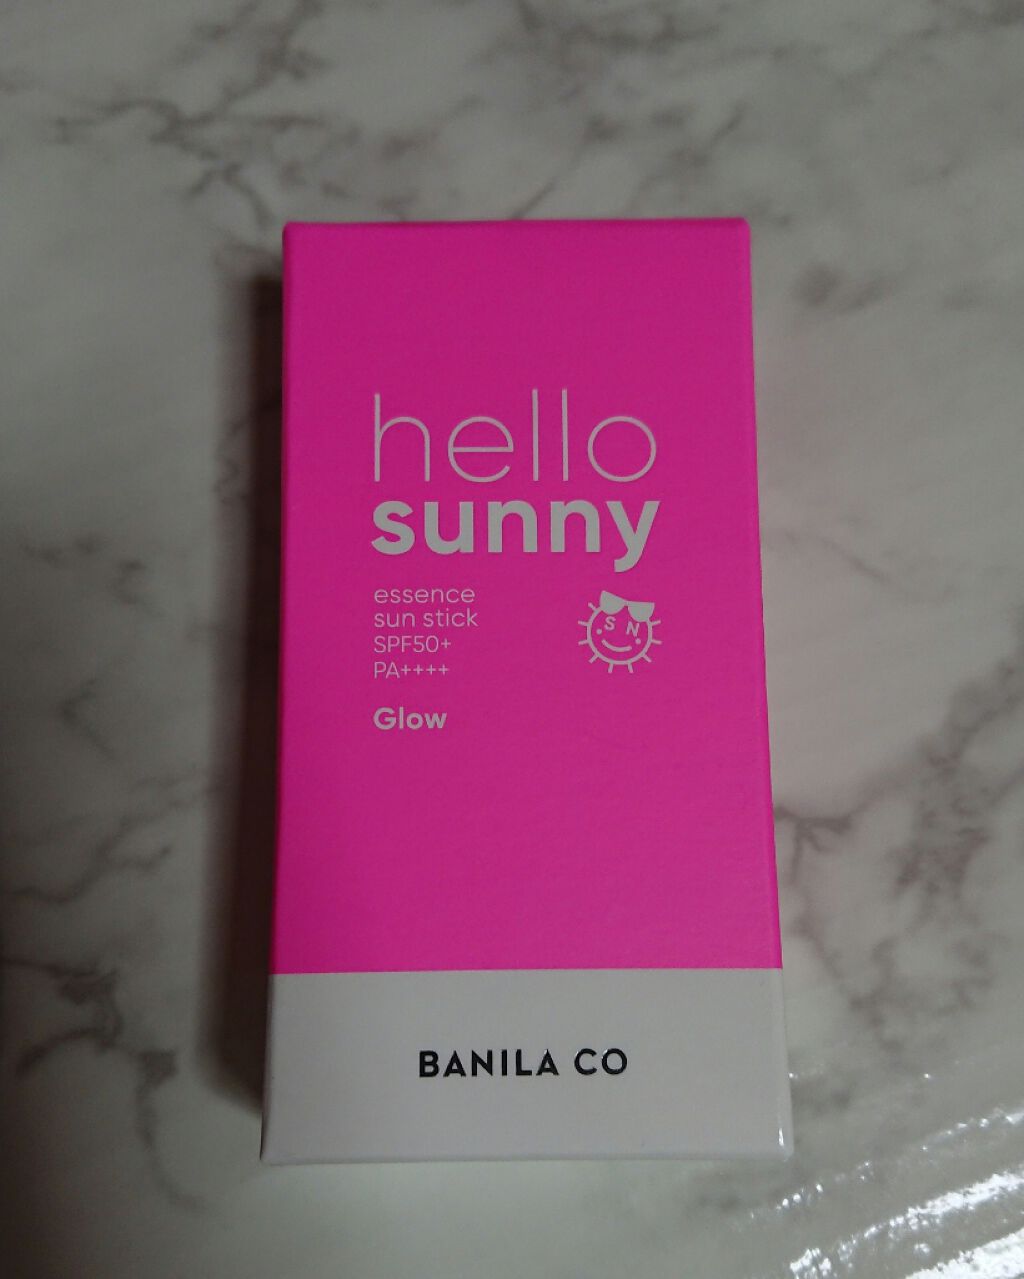 hello
sunny
essence
sun stick
SPF50+
PA++++
Glow
S N
BANILA CO